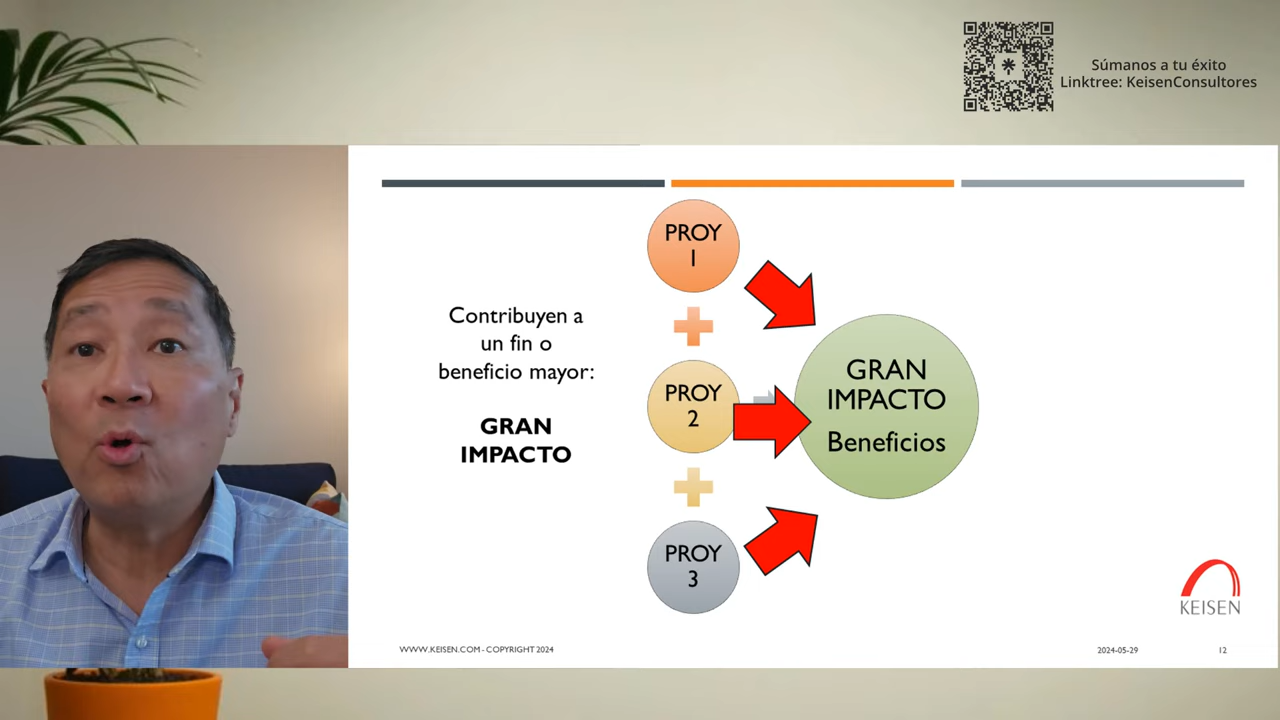 Súmanos a tu éxito
Linktree: KeisenConsultores
Contribuyen a
un fin o
beneficio mayor:
GRAN
IMPACTO
PROY
1
PROY
2
PROY
3
GRAN
IMPACTO
Beneficios
KEISEN
WWW.KEISEN.COM - COPYRIGHT 2024
2024-05-29
12